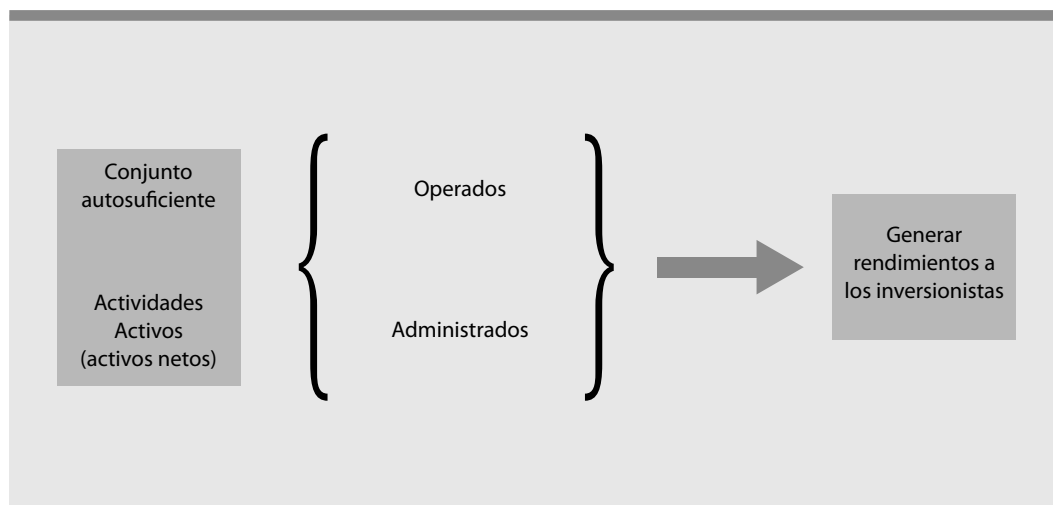 Conjunto
autosuficiente
Actividades
Activos
(activos netos)
Operados
Administrados
Generar
rendimientos a
los inversionistas